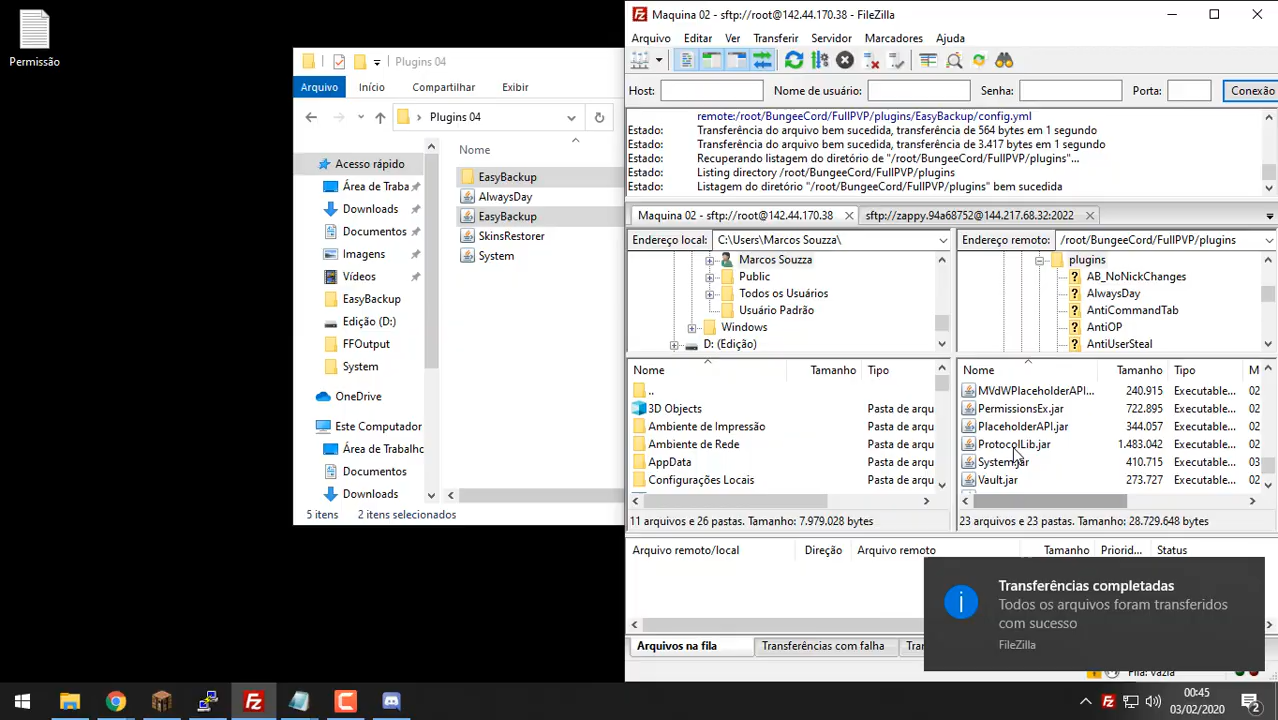 Permissão
Plugins 04
Arquivo
Início
Compartilhar
Exibir
Plugins 04
Acesso rápido
Área de Traba
Downloads
Documentos
Imagens
Vídeos
EasyBackup
Edição (D:)
FFOutput
System
OneDrive
Este Computador
Área de Trabalho
Documentos
Downloads
Nome
EasyBackup
AlwaysDay
EasyBackup
SkinsRestorer
System
5 itens 2 itens selecionados
Maquina 02 - sftp://root@142.44.170.38 - FileZilla
Arquivo Editar Ver Transferir Servidor Marcadores Ajuda
Host: Nome de usuário: Senha: Porta: Conexão
remote:/root/BungeeCord/FullPVP/plugins/EasyBackup/config.yml
Estado: Transferência do arquivo bem sucedida, transferência de 564 bytes em 1 segundo
Estado: Transferência do arquivo bem sucedida, transferência de 3.417 bytes em 1 segundo
Estado: Recuperando listagem do diretório de "/root/BungeeCord/FullPVP/plugins"...
Estado: Listing directory /root/BungeeCord/FullPVP/plugins
Estado: Listagem do diretório "/root/BungeeCord/FullPVP/plugins" bem sucedida
Maquina 02 - sftp://root@142.44.170.38
sftp://zappy.94a68752@144.217.68.32:2022
Endereço local: C:\Users\Marcos Souzza\
Marcos Souzza
Public
Todos os Usuários
Usuário Padrão
Windows
D: (Edição)
Endereço remoto: /root/BungeeCord/FullPVP/plugins
plugins
AB_NoNickChanges
AlwaysDay
AntiCommandTab
AntiOP
AntiUserSteal
Nome Tamanho Tipo
..
3D Objects Pasta de arqu
Ambiente de Impressão Pasta de arqu
Ambiente de Rede Pasta de arqu
AppData Pasta de arqu
Configurações Locais Pasta de arqu
11 arquivos e 26 pastas. Tamanho: 7.979.028 bytes
Nome Tamanho Tipo M
MVdWPlaceholderAPI... 240.915 Executable... 02
PermissionsEx.jar 722.895 Executable... 02
PlaceholderAPI.jar 344.057 Executable... 02
ProtocolLib.jar 1.483.042 Executable... 02
System.jar 410.715 Executable... 03
Vault.jar 273.727 Executable... 02
23 arquivos e 23 pastas. Tamanho: 28.729.648 bytes
Arquivo remoto/local Direção Arquivo remoto Tamanho Priorid... Status
Transferências completadas
Todos os arquivos foram transferidos
com sucesso
FileZilla
Arquivos na fila Transferências com falha Tra
Fila: vazia
00:45
03/02/2020
2